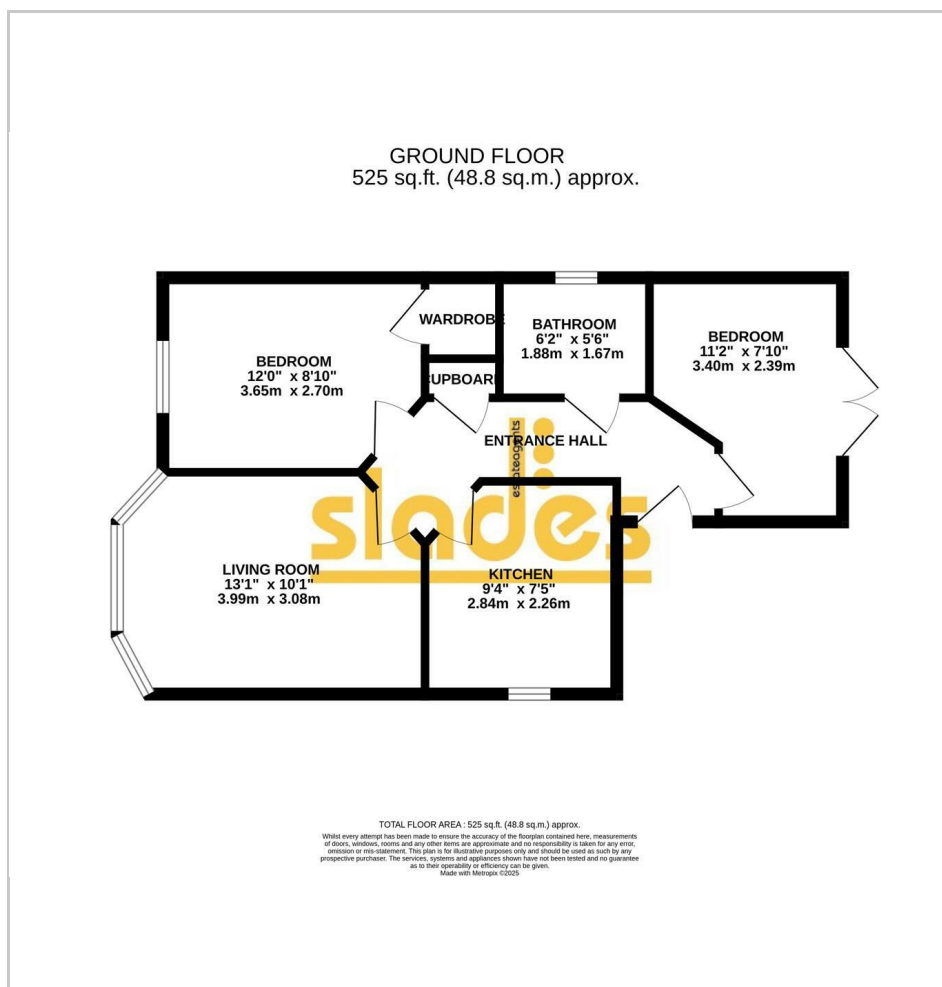 GROUND FLOOR
525 sq.ft. (48.8 sq.m.) approx.
WARDROBE
BATHROOM
6'2" x 5'6"
1.88m x 1.67m
BEDROOM
11'2" x 7'10"
3.40m x 2.39m
BEDROOM
12'0" x 8'10"
3.65m x 2.70m
CUPBOARD
ENTRANCE HALL
estateagents
slades
LIVING ROOM
13'1" x 10'1"
3.99m x 3.08m
KITCHEN
9'4" x 7'5"
2.84m x 2.26m
TOTAL FLOOR AREA : 525 sq.ft. (48.8 sq.m.) approx.
Whilst every attempt has been made to ensure the accuracy of the floorplan contained here, measurements
of doors, windows, rooms and any other items are approximate and no responsibility is taken for any error,
omission or mis-statement. This plan is for illustrative purposes only and should be used as such by any
prospective purchaser. The services, systems and appliances shown have not been tested and no guarantee
as to their operability or efficiency can be given.
Made with Metropix ©2025